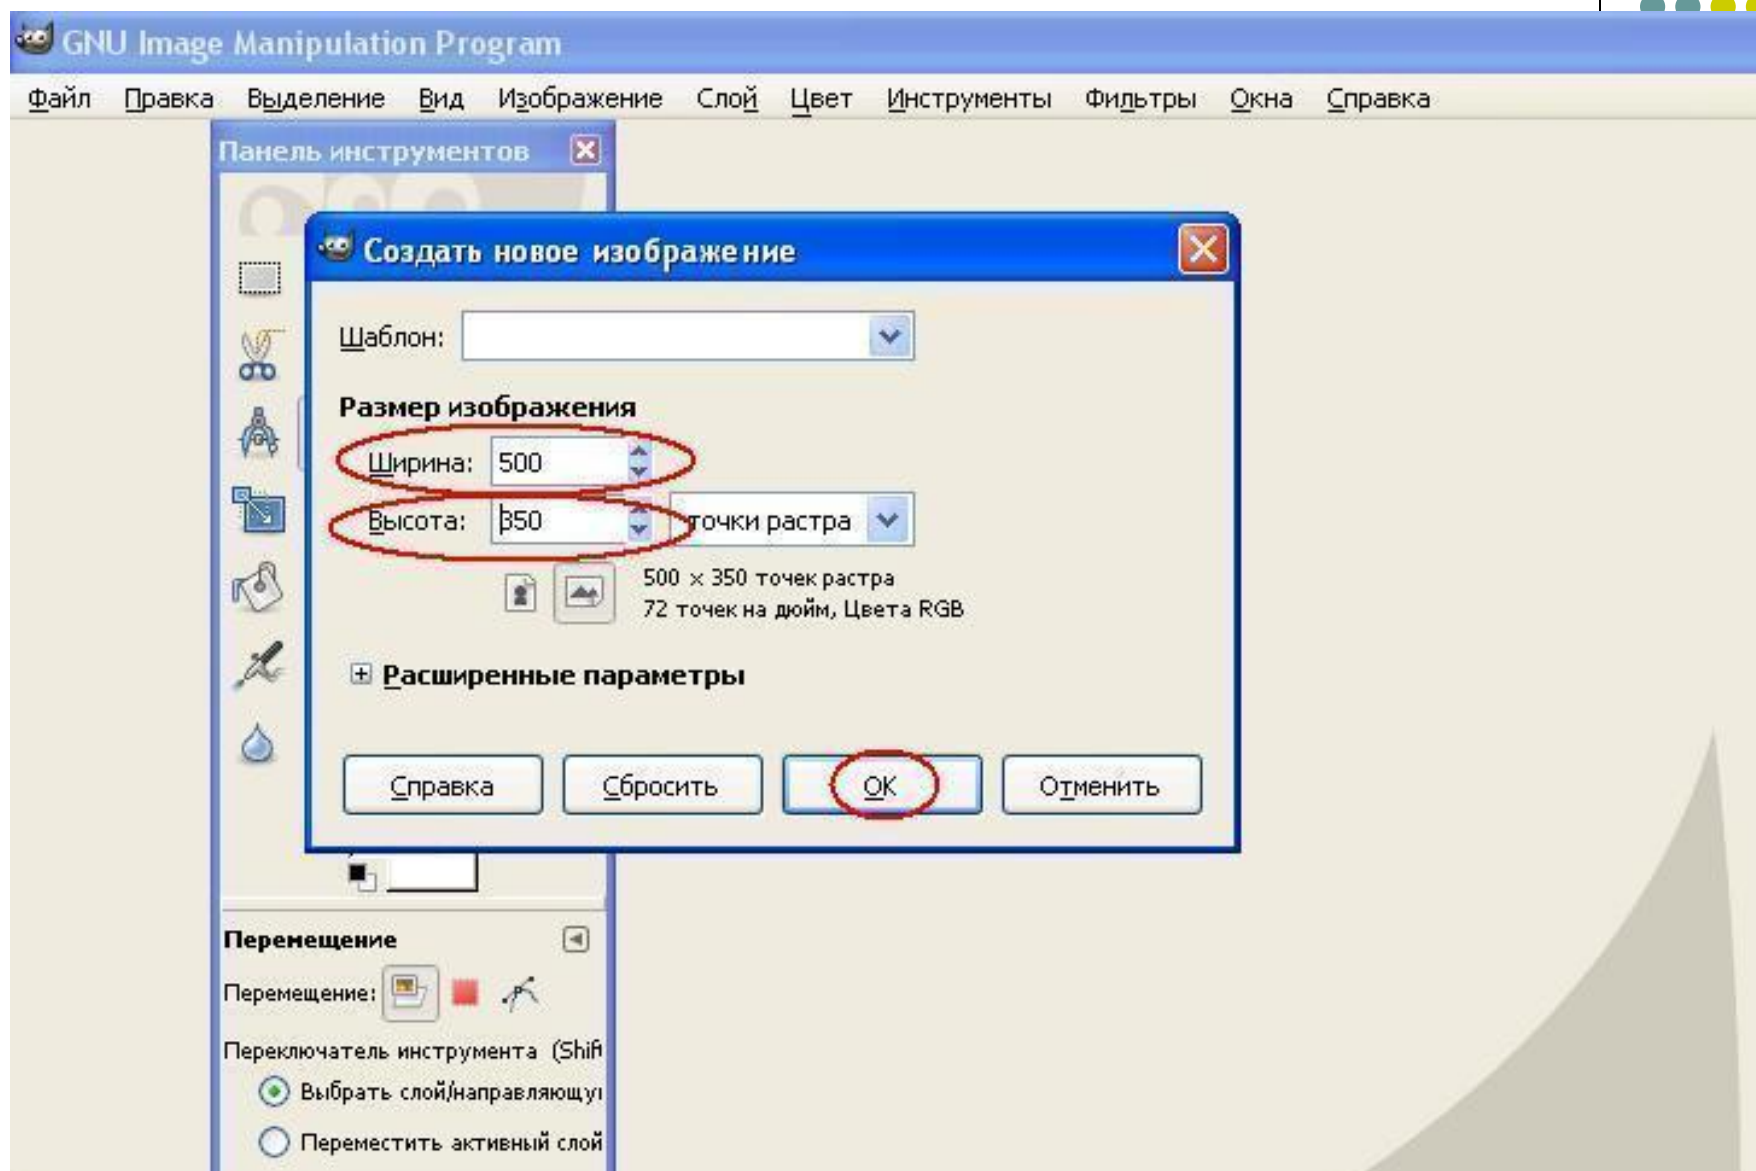 GNU Image Manipulation Program
Файл Правка Выделение Вид Изображение Слой Цвет Инструменты Фильтры Окна Справка
Панель инструментов
Создать новое изображение
Шаблон:
Размер изображения
Ширина: 500
Высота: 350 точки растра
500 × 350 точек растра
72 точек на дюйм, Цвета RGB
Расширенные параметры
Справка Сбросить OK Отменить
Перемещение
Перемещение:
Переключатель инструмента (Shift
Выбрать слой/направляющу
Переместить активный слой